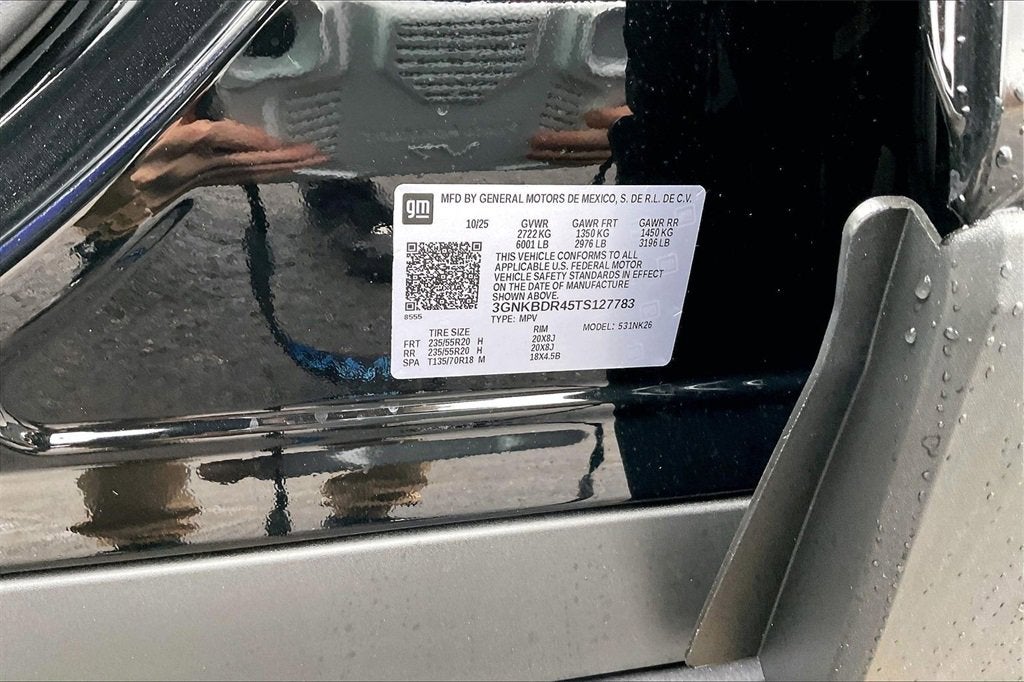 gm MFD BY GENERAL MOTORS DE MEXICO, S. DE R.L. DE C.V.
10/25 GVWR GAWR FRT GAWR RR
2722 KG 1350 KG 1450 KG
6001 LB 2976 LB 3196 LB
THIS VEHICLE CONFORMS TO ALL
APPLICABLE U.S. FEDERAL MOTOR
VEHICLE SAFETY STANDARDS IN EFFECT
ON THE DATE OF MANUFACTURE
SHOWN ABOVE.
3GNKBDR45TS127783
8555 TYPE: MPV MODEL: 531NK26
TIRE SIZE RIM
FRT 235/55R20 H 20X8J
RR 235/55R20 H 20X8J
SPA T135/70R18 M 18X4.5B